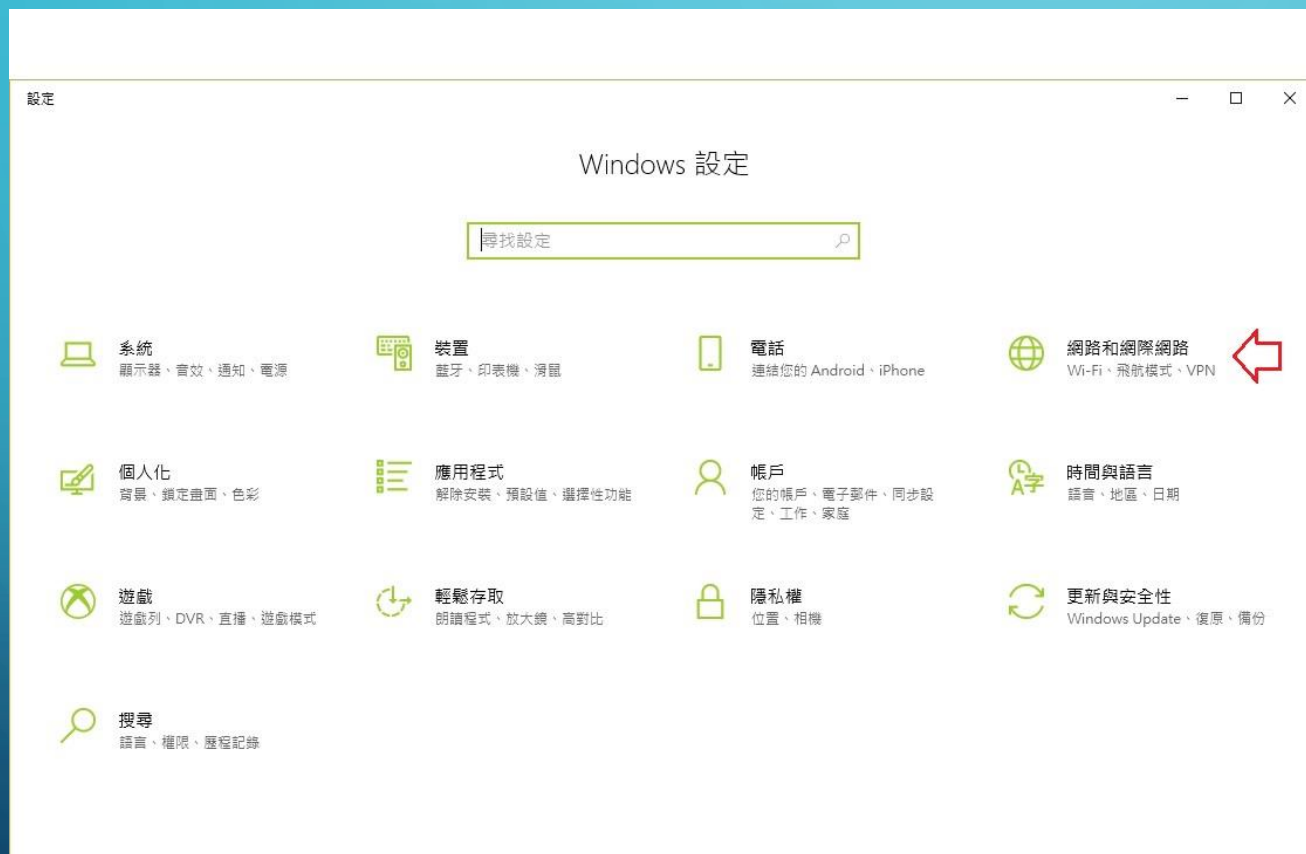 設定
Windows 設定
尋找設定
系統
顯示器、音效、通知、電源
裝置
藍牙、印表機、滑鼠
電話
連結您的 Android、iPhone
網路和網際網路
Wi-Fi、飛航模式、VPN
個人化
背景、鎖定畫面、色彩
應用程式
解除安裝、預設值、選擇性功能
帳戶
您的帳戶、電子郵件、同步設
定、工作、家庭
時間與語言
語音、地區、日期
遊戲
遊戲列、DVR、直播、遊戲模式
輕鬆存取
朗讀程式、放大鏡、高對比
隱私權
位置、相機
更新與安全性
Windows Update、復原、備份
搜尋
語言、權限、歷程記錄